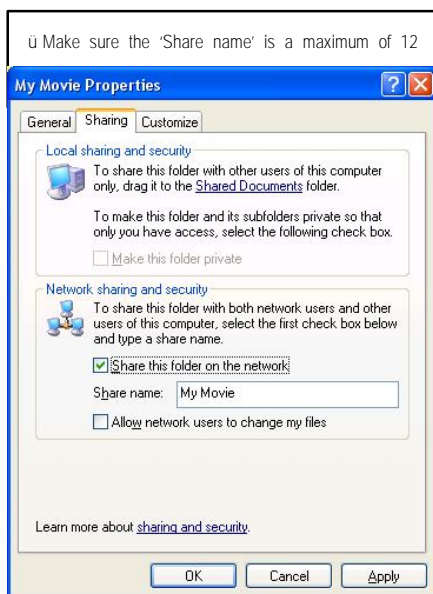 ü Make sure the ‘Share name’ is a maximum of 12
My Movie Properties
General
Sharing
Customize
Local sharing and security
To share this folder with other users of this computer
only, drag it to the Shared Documents folder.
To make this folder and its subfolders private so that
only you have access, select the following check box.
Make this folder private
Network sharing and security
To share this folder with both network users and other
users of this computer, select the first check box below
and type a share name.
Share this folder on the network
Share name: My Movie
Allow network users to change my files
Learn more about sharing and security.
OK
Cancel
Apply